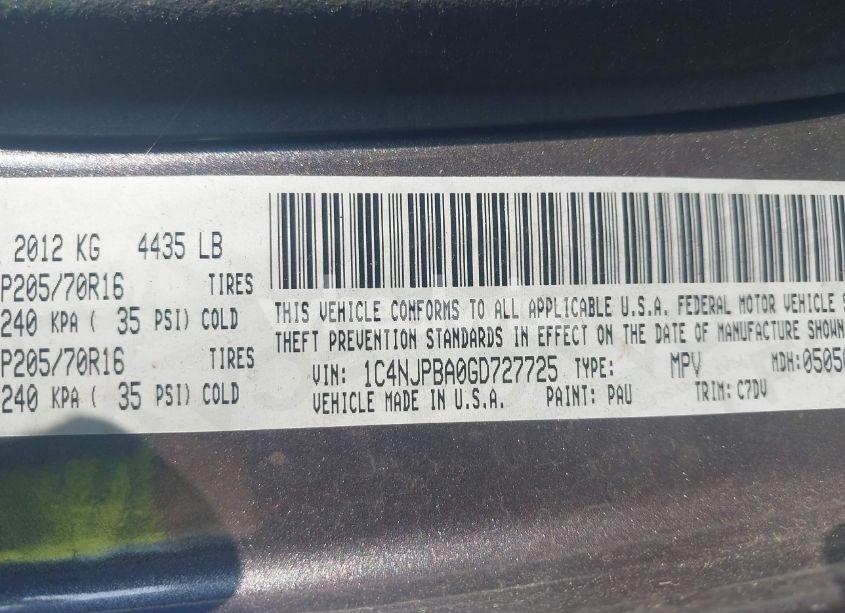 2012 KG 4435 LB
P205/70R16 TIRES
240 KPA ( 35 PSI) COLD
P205/70R16 TIRES
240 KPA ( 35 PSI) COLD
THIS VEHICLE CONFORMS TO ALL APPLICABLE U.S.A. FEDERAL MOTOR VEHICLE S
THEFT PREVENTION STANDARDS IN EFFECT ON THE DATE OF MANUFACTURE SHOWN
VIN: 1C4NJPBA0GD727725 TYPE: MPV MDH:05050
VEHICLE MADE IN U.S.A. PAINT: PAU TRIM: C7DV